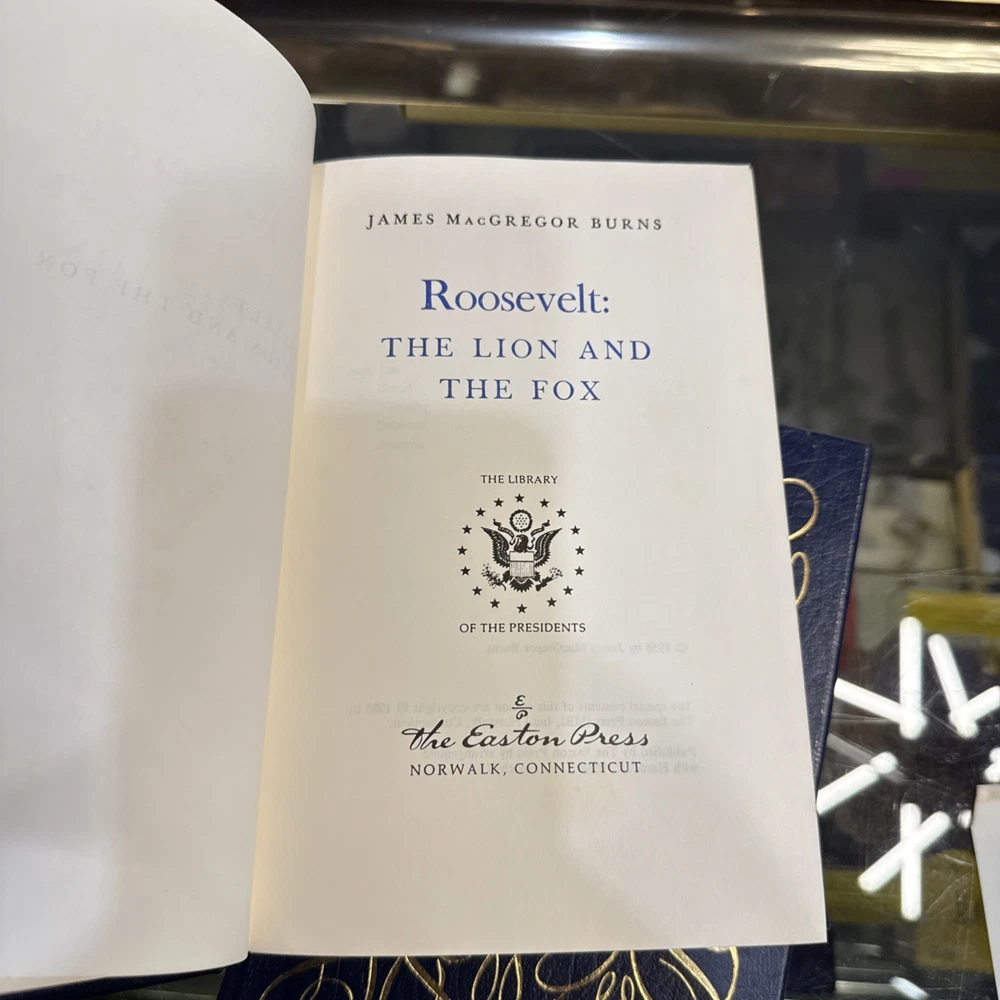 JAMES MACGREGOR BURNS
Roosevelt:
THE LION AND
THE FOX
THE LIBRARY
OF THE PRESIDENTS
E
P
The Easton Press
NORWALK, CONNECTICUT